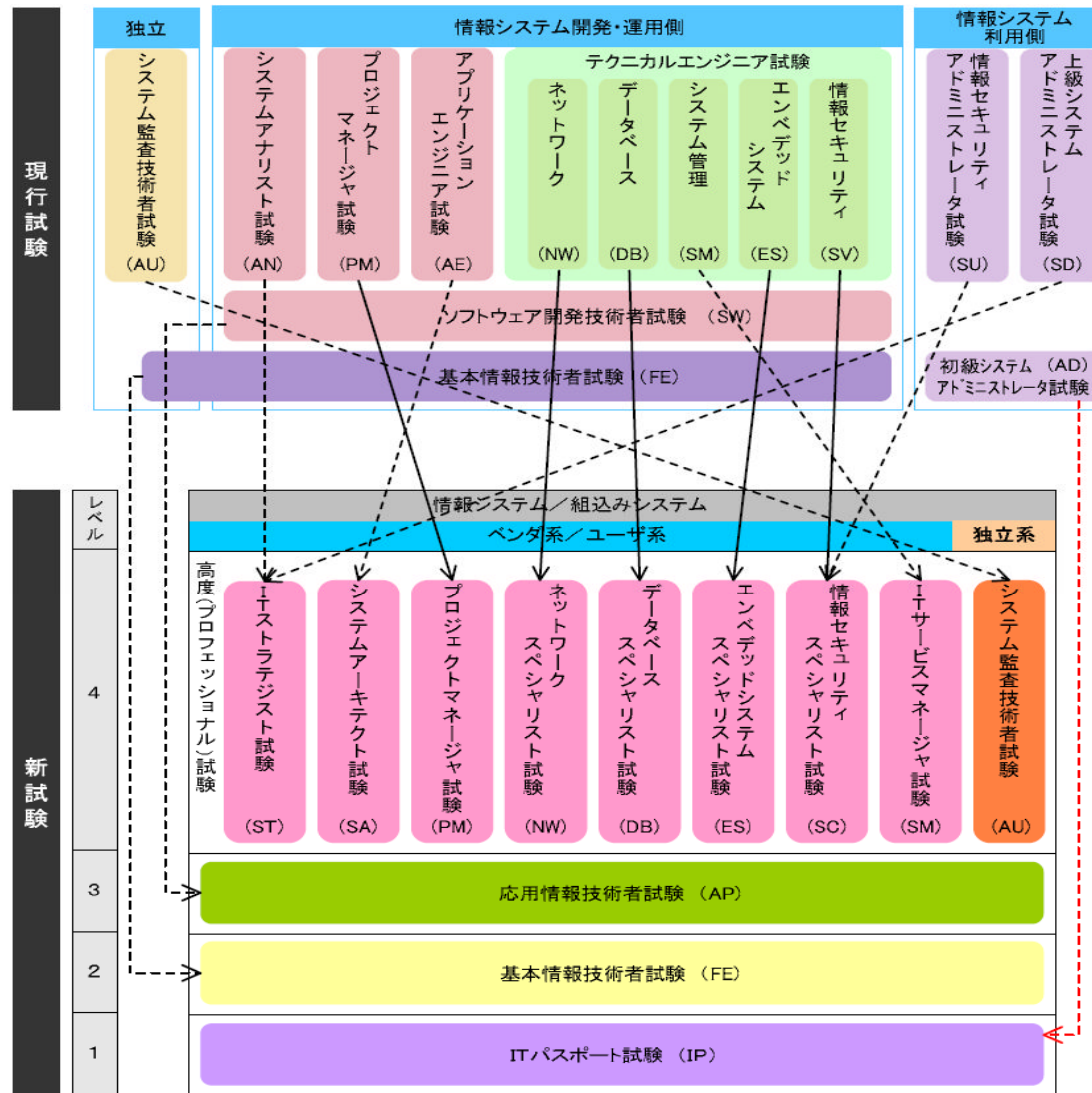 現行試験
独立
情報システム開発・運用側
情報システム
利用側
システム監査技術者試験
(AU)
システムアナリスト試験
(AN)
プロジェクト
マネージャ試験
(PM)
アプリケーション
エンジニア試験
(AE)
テクニカルエンジニア試験
ネットワーク
(NW)
データベース
(DB)
システム管理
(SM)
エンベデッド
システム
(ES)
情報セキュリティ
(SV)
情報セキュリティ
アドミニストレータ試験
(SU)
上級システム
アドミニストレータ試験
(SD)
ソフトウェア開発技術者試験 (SW)
基本情報技術者試験 (FE)
初級システム (AD)
アドミニストレータ試験
新試験
レベル
情報システム/組込みシステム
ベンダ系/ユーザ系
独立系
4
高度(プロフェッショナル)試験
ITストラテジスト試験
(ST)
システムアーキテクト試験
(SA)
プロジェクトマネージャ試験
(PM)
ネットワーク
スペシャリスト試験
(NW)
データベース
スペシャリスト試験
(DB)
エンベデッドシステム
スペシャリスト試験
(ES)
情報セキュリティ
スペシャリスト試験
(SC)
ITサービスマネージャ試験
(SM)
システム監査技術者試験
(AU)
3
応用情報技術者試験 (AP)
2
基本情報技術者試験 (FE)
1
ITパスポート試験 (IP)